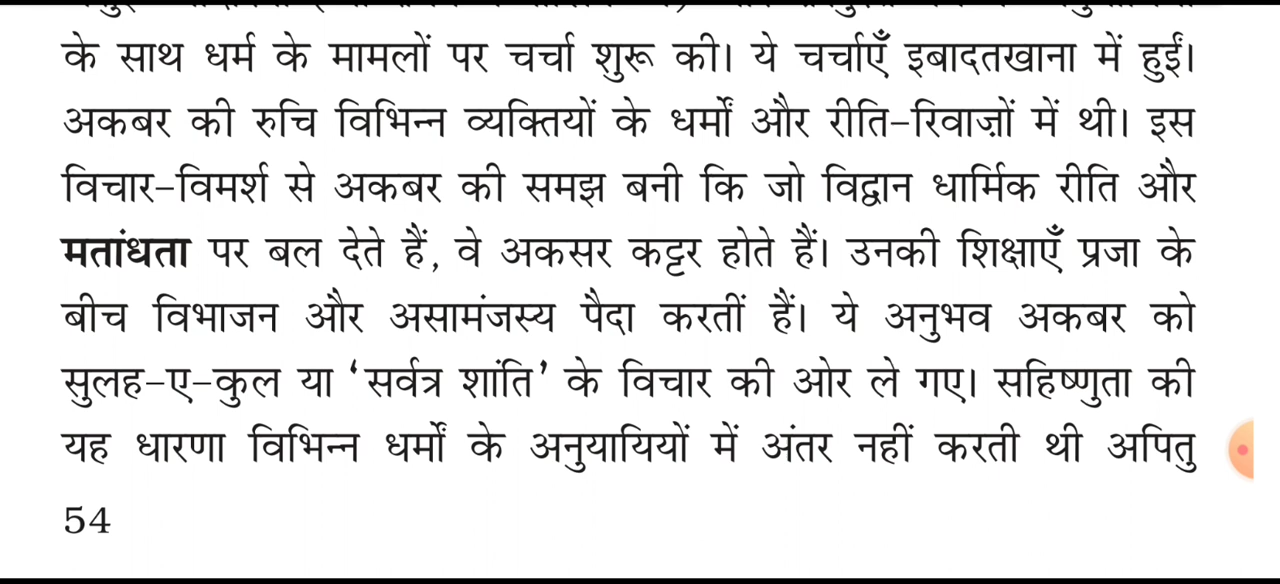 के साथ धर्म के मामलों पर चर्चा शुरू की। ये चर्चाएँ इबादतखाना में हुईं।
अकबर की रुचि विभिन्न व्यक्तियों के धर्मों और रीति-रिवाज़ों में थी। इस
विचार-विमर्श से अकबर की समझ बनी कि जो विद्वान धार्मिक रीति और
मतांधता पर बल देते हैं, वे अकसर कट्टर होते हैं। उनकी शिक्षाएँ प्रजा के
बीच विभाजन और असामंजस्य पैदा करतीं हैं। ये अनुभव अकबर को
सुलह-ए-कुल या ‘सर्वत्र शांति’ के विचार की ओर ले गए। सहिष्णुता की
यह धारणा विभिन्न धर्मों के अनुयायियों में अंतर नहीं करती थी अपितु
54